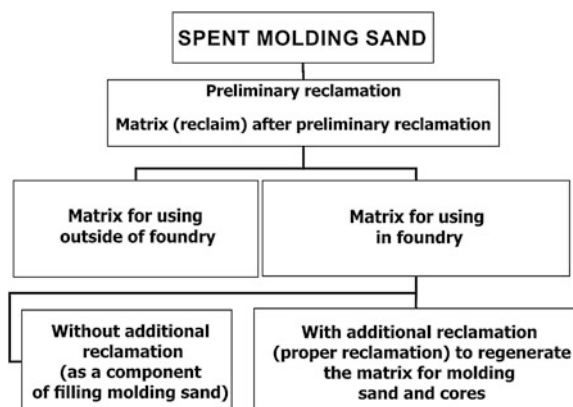 SPENT MOLDING SAND
Preliminary reclamation
Matrix (reclaim) after preliminary reclamation
Matrix for using
outside of foundry
Matrix for using
in foundry
Without additional
reclamation
(as a component
of filling molding sand)
With additional reclamation
(proper reclamation) to regenerate
the matrix for molding
sand and cores